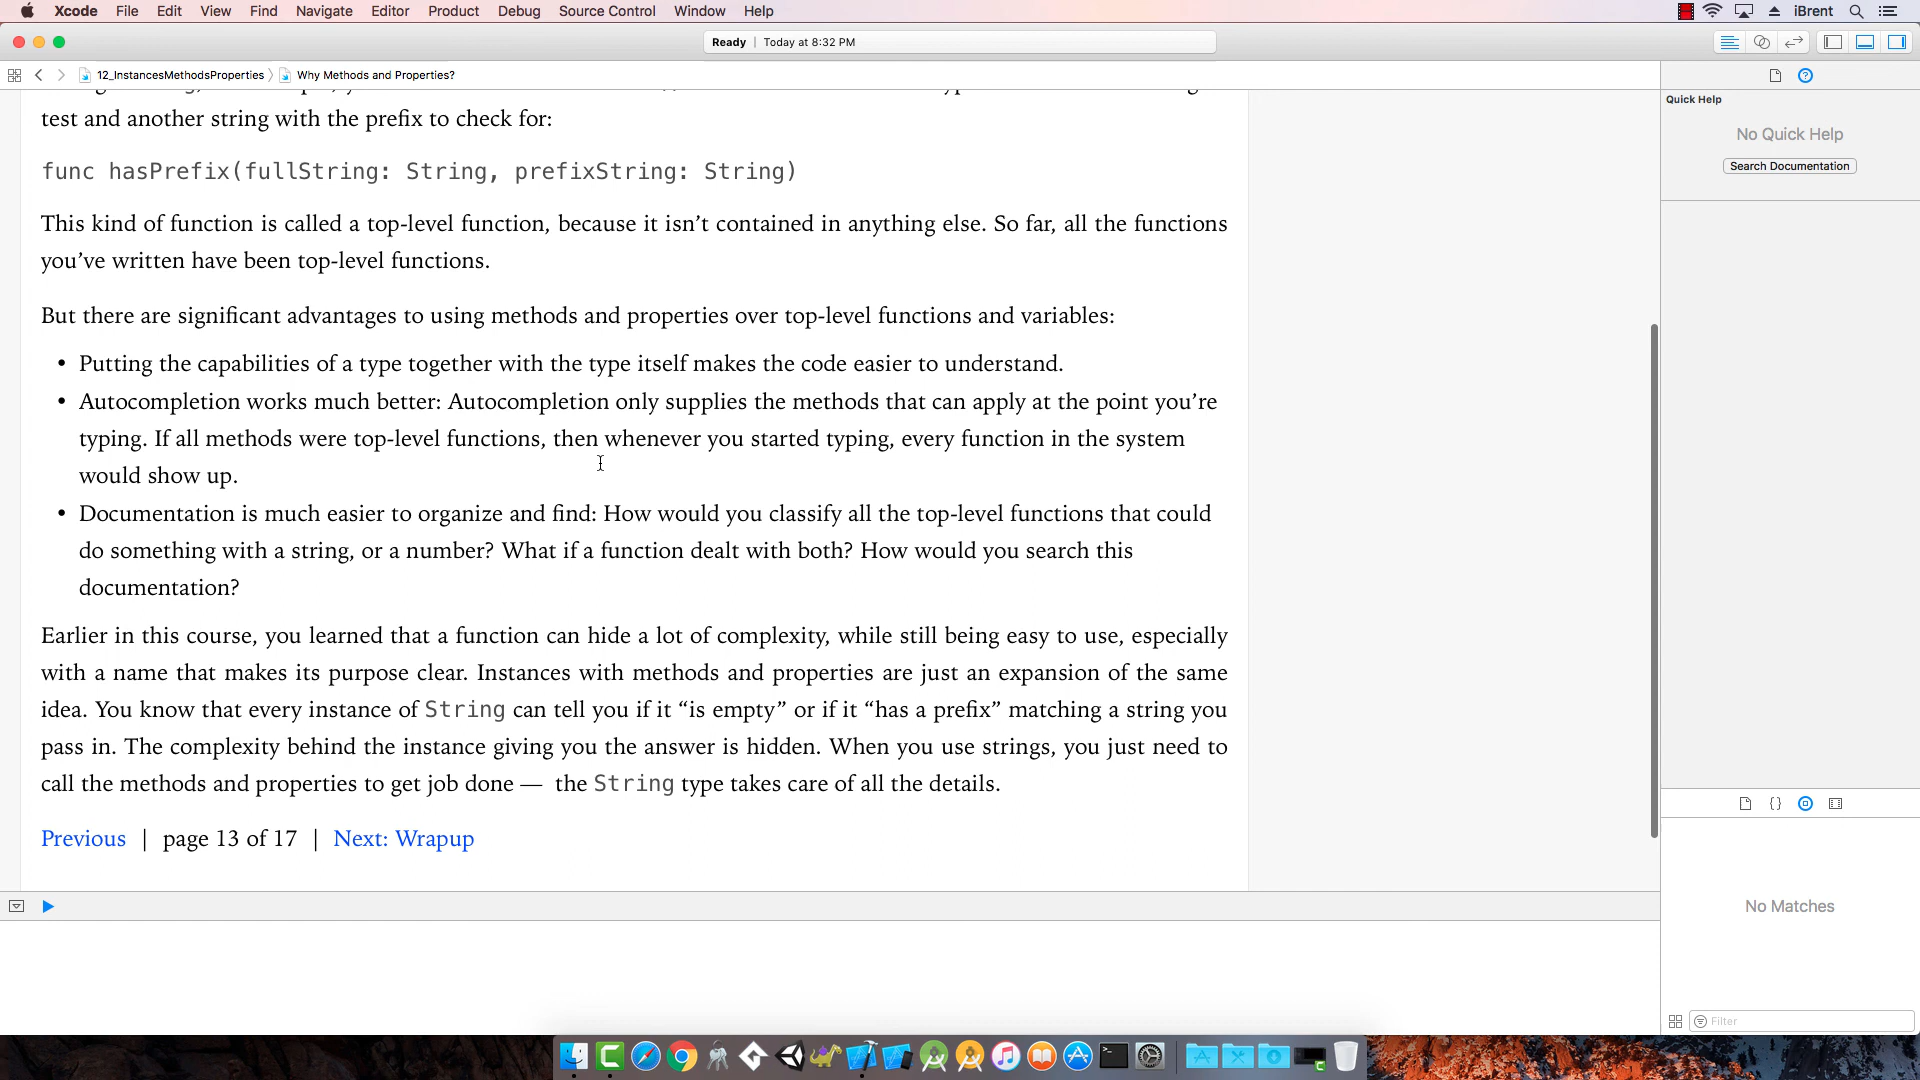 Xcode File Edit View Find Navigate Editor Product Debug Source Control Window Help iBrent
Ready | Today at 8:32 PM
12_InstancesMethodsProperties Why Methods and Properties?
Quick Help
No Quick Help
Search Documentation
test and another string with the prefix to check for:
func hasPrefix(fullString: String, prefixString: String)
This kind of function is called a top-level function, because it isn’t contained in anything else. So far, all the functions
you’ve written have been top-level functions.
But there are significant advantages to using methods and properties over top-level functions and variables:
• Putting the capabilities of a type together with the type itself makes the code easier to understand.
• Autocompletion works much better: Autocompletion only supplies the methods that can apply at the point you’re
typing. If all methods were top-level functions, then whenever you started typing, every function in the system
would show up.
• Documentation is much easier to organize and find: How would you classify all the top-level functions that could
do something with a string, or a number? What if a function dealt with both? How would you search this
documentation?
Earlier in this course, you learned that a function can hide a lot of complexity, while still being easy to use, especially
with a name that makes its purpose clear. Instances with methods and properties are just an expansion of the same
idea. You know that every instance of String can tell you if it “is empty” or if it “has a prefix” matching a string you
pass in. The complexity behind the instance giving you the answer is hidden. When you use strings, you just need to
call the methods and properties to get job done — the String type takes care of all the details.
Previous | page 13 of 17 | Next: Wrapup
No Matches
Filter